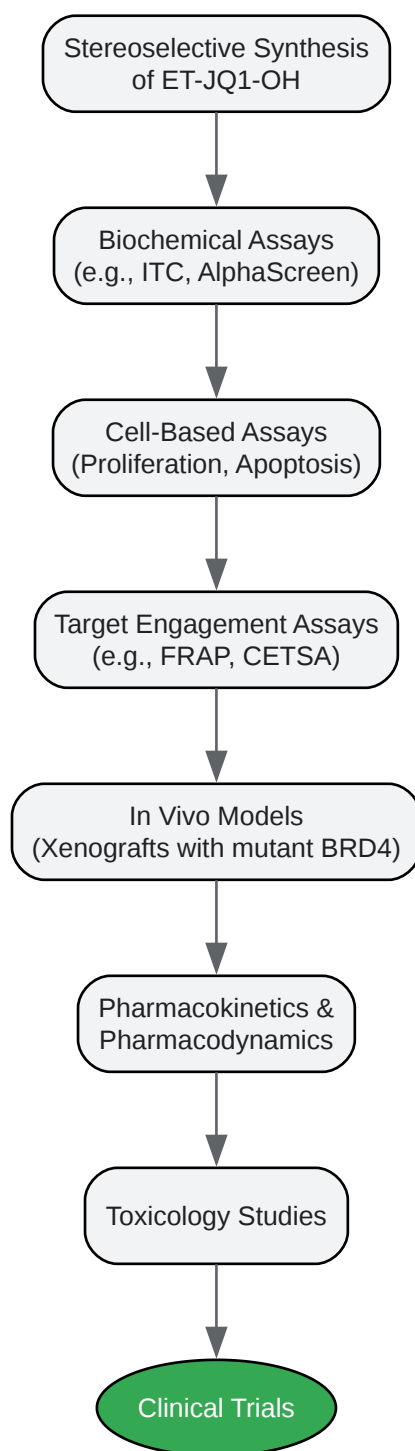 Stereoselective Synthesis
of ET-JQ1-OH
Biochemical Assays
(e.g., ITC, AlphaScreen)
Cell-Based Assays
(Proliferation, Apoptosis)
Target Engagement Assays
(e.g., FRAP, CETSA)
In Vivo Models
(Xenografts with mutant BRD4)
Pharmacokinetics &
Pharmacodynamics
Toxicology Studies
Clinical Trials